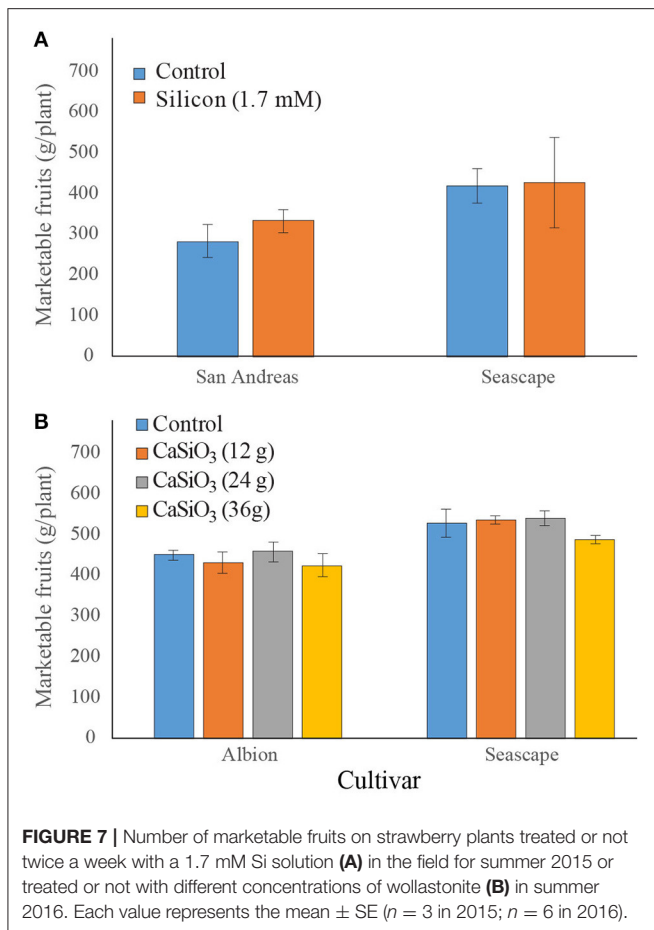 A
Control
Silicon (1.7 mM)
Marketable fruits (g/plant)
700
600
500
400
300
200
100
0
San Andreas
Seascape
B
Control
CaSiO₃ (12 g)
CaSiO₃ (24 g)
CaSiO₃ (36g)
Marketable fruits (g/plant)
700
600
500
400
300
200
100
0
Albion
Seascape
Cultivar
FIGURE 7 | Number of marketable fruits on strawberry plants treated or not
twice a week with a 1.7 mM Si solution (A) in the field for summer 2015 or
treated or not with different concentrations of wollastonite (B) in summer
2016. Each value represents the mean ± SE (n = 3 in 2015; n = 6 in 2016).